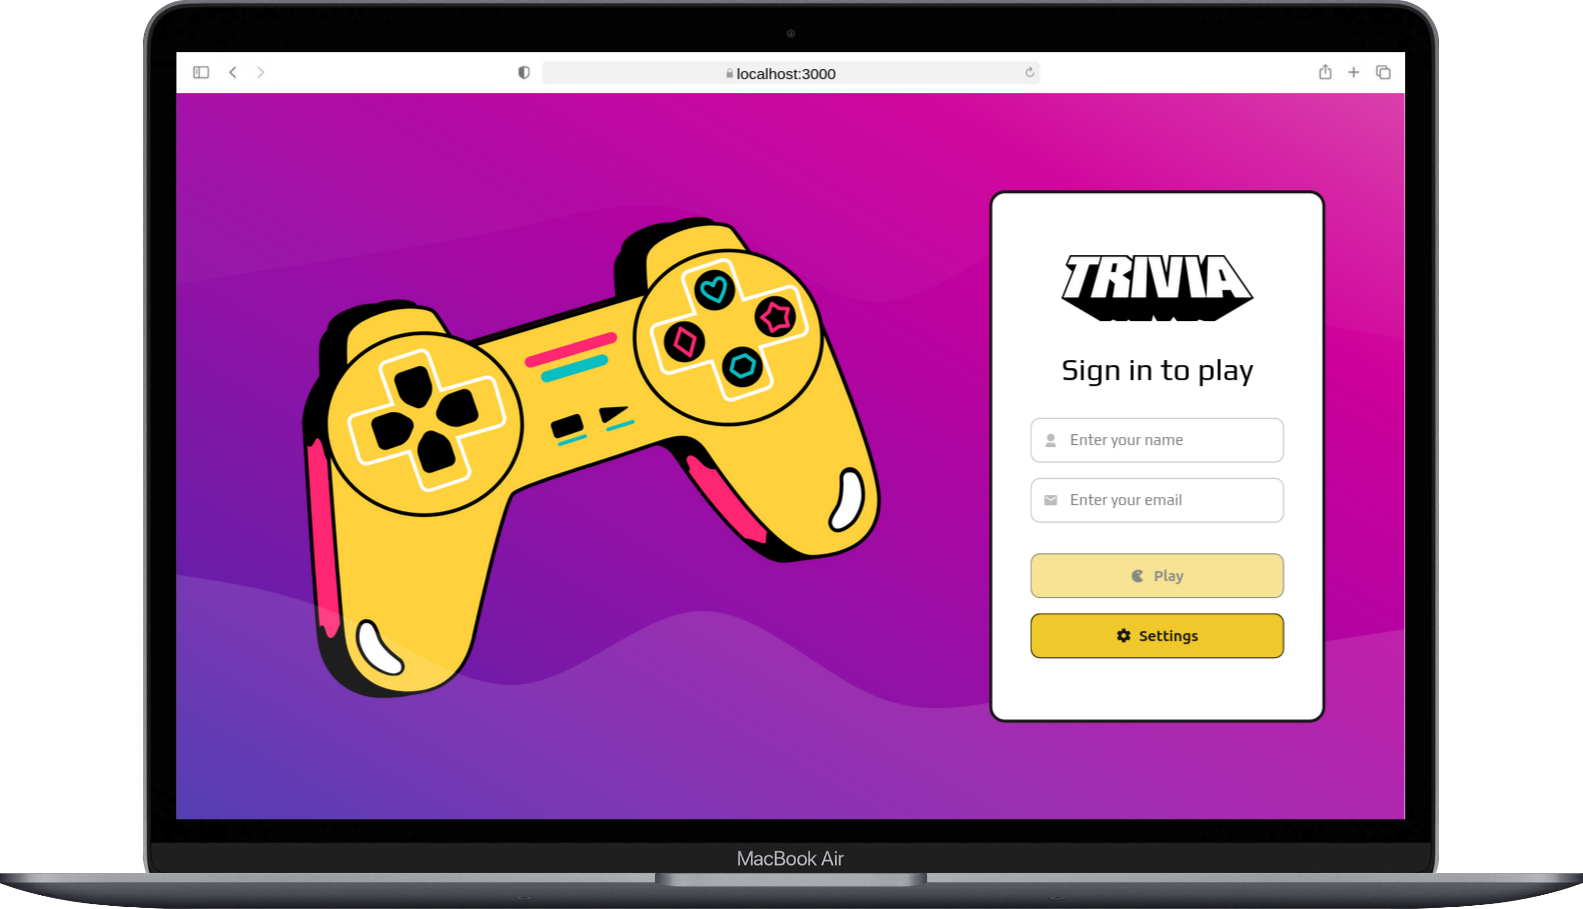 localhost:3000
TRIVIA
Sign in to play
Enter your name
Enter your email
Play
Settings
MacBook Air